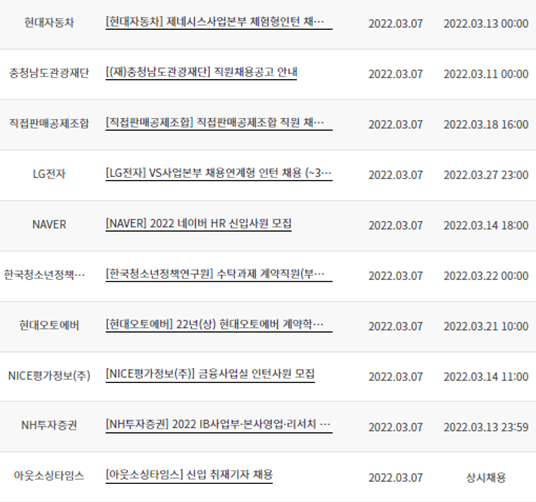 현대자동차 [현대자동차] 제네시스사업본부 체험형인턴 채… 2022.03.07 2022.03.13 00:00
충청남도관광재단 [(재)충청남도관광재단] 직원채용공고 안내 2022.03.07 2022.03.11 00:00
직접판매공제조합 [직접판매공제조합] 직접판매공제조합 직원 채… 2022.03.07 2022.03.18 16:00
LG전자 [LG전자] VS사업본부 채용연계형 인턴 채용 (~3… 2022.03.07 2022.03.27 23:00
NAVER [NAVER] 2022 네이버 HR 신입사원 모집 2022.03.07 2022.03.14 18:00
한국청소년정책… [한국청소년정책연구원] 수탁과제 계약직원(부… 2022.03.07 2022.03.22 00:00
현대오토에버 [현대오토에버] 22년(상) 현대오토에버 계약학… 2022.03.07 2022.03.21 10:00
NICE평가정보(주) [NICE평가정보(주)] 금융사업실 인턴사원 모집 2022.03.07 2022.03.14 11:00
NH투자증권 [NH투자증권] 2022 IB사업부·본사영업·리서치 … 2022.03.07 2022.03.13 23:59
아웃소싱타임스 [아웃소싱타임스] 신입 취재기자 채용 2022.03.07 상시채용